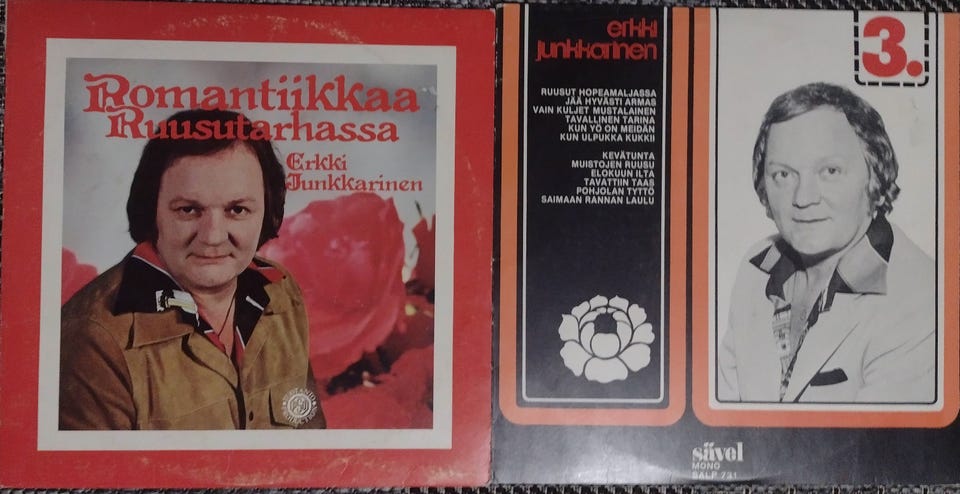 Romantiikkaa
Ruusutarhassa
Erkki
Junkkarinen
erkki
junkkarinen
3.
RUUSUT HOPEAMALJASSA
JÄÄ HYVÄSTI ARMAS
VAIN KULJET MUSTALAINEN
TAVALLINEN TARINA
KUN YÖ ON MEIDÄN
KUN ULPUKKA KUKKII
KEVÄTUNTA
MUISTOJEN RUUSU
ELOKUUN ILTA
TAVATTIIN TAAS
POHJOLAN TYTTÖ
SAIMAAN RANNAN LAULU
sävel
MONO
SALP 731